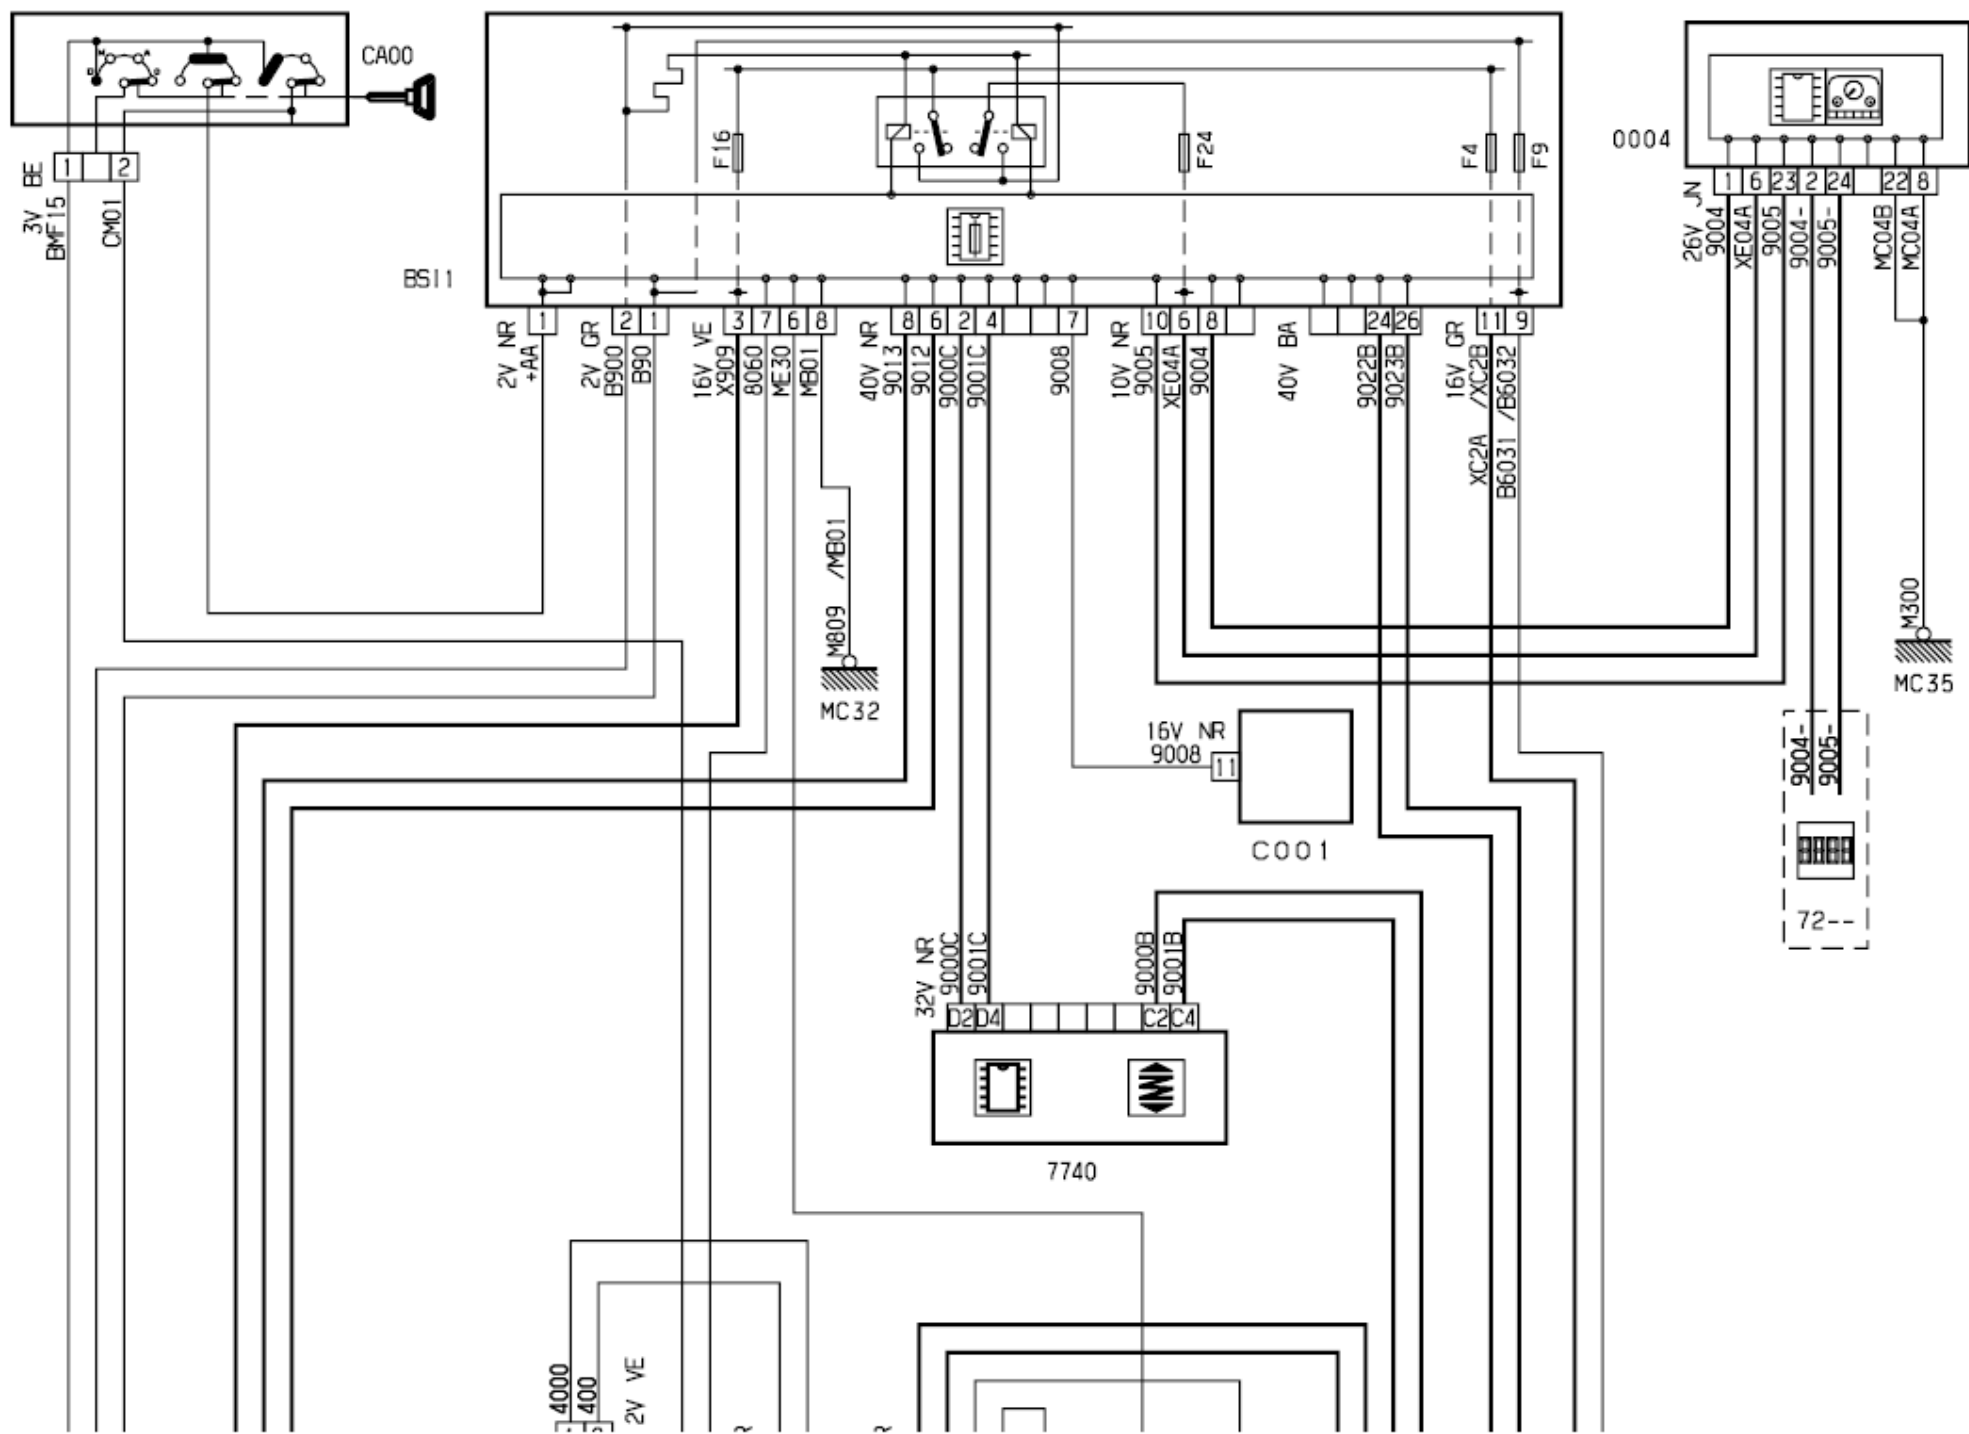 CA00
M A
D D
1 2
3V BE
BMF15
CM01
BSI1
F16
F24
F4
F9
1 2 1 3 7 6 8 8 6 2 4 7 10 6 8 24 26 11 9
2V NR
+AA
2V GR
B900
B90
16V VE
X909
8060
ME30
MB01
40V NR
9013
9012
9000C
9001C
9008
10V NR
9005
XE04A
9004
40V BA
9022B
9023B
16V GR
XC2A /XC2B
B6031 /B6032
0004
1 6 23 2 24 22 8
26V JN
9004
XE04A
9005
9004-
9005-
MC04B
MC04A
M300
MC35
M809 /MB01
MC32
16V NR
9008
11
C001
9004-
9005-
72--
32V NR
9000C
9001C
9000B
9001B
D2 D4 C2 C4
7740
4000
400
2V VE